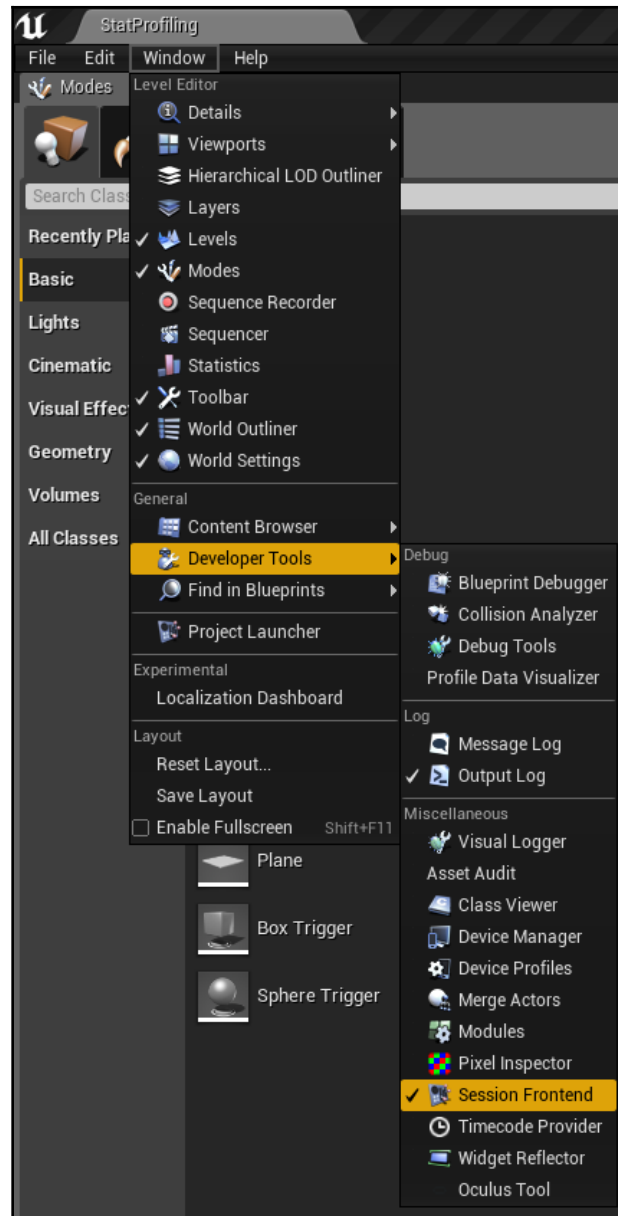 StatProfiling
File Edit Window Help
Modes
Search Class
Recently Pla
Basic
Lights
Cinematic
Visual Effec
Geometry
Volumes
All Classes
Level Editor
Details
Viewports
Hierarchical LOD Outliner
Layers
Levels
Modes
Sequence Recorder
Sequencer
Statistics
Toolbar
World Outliner
World Settings
General
Content Browser
Developer Tools
Find in Blueprints
Project Launcher
Experimental
Localization Dashboard
Layout
Reset Layout...
Save Layout
Enable Fullscreen Shift+F11
Plane
Box Trigger
Sphere Trigger
Debug
Blueprint Debugger
Collision Analyzer
Debug Tools
Profile Data Visualizer
Log
Message Log
Output Log
Miscellaneous
Visual Logger
Asset Audit
Class Viewer
Device Manager
Device Profiles
Merge Actors
Modules
Pixel Inspector
Session Frontend
Timecode Provider
Widget Reflector
Oculus Tool